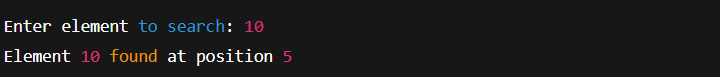 Enter element to search: 10
Element 10 found at position 5